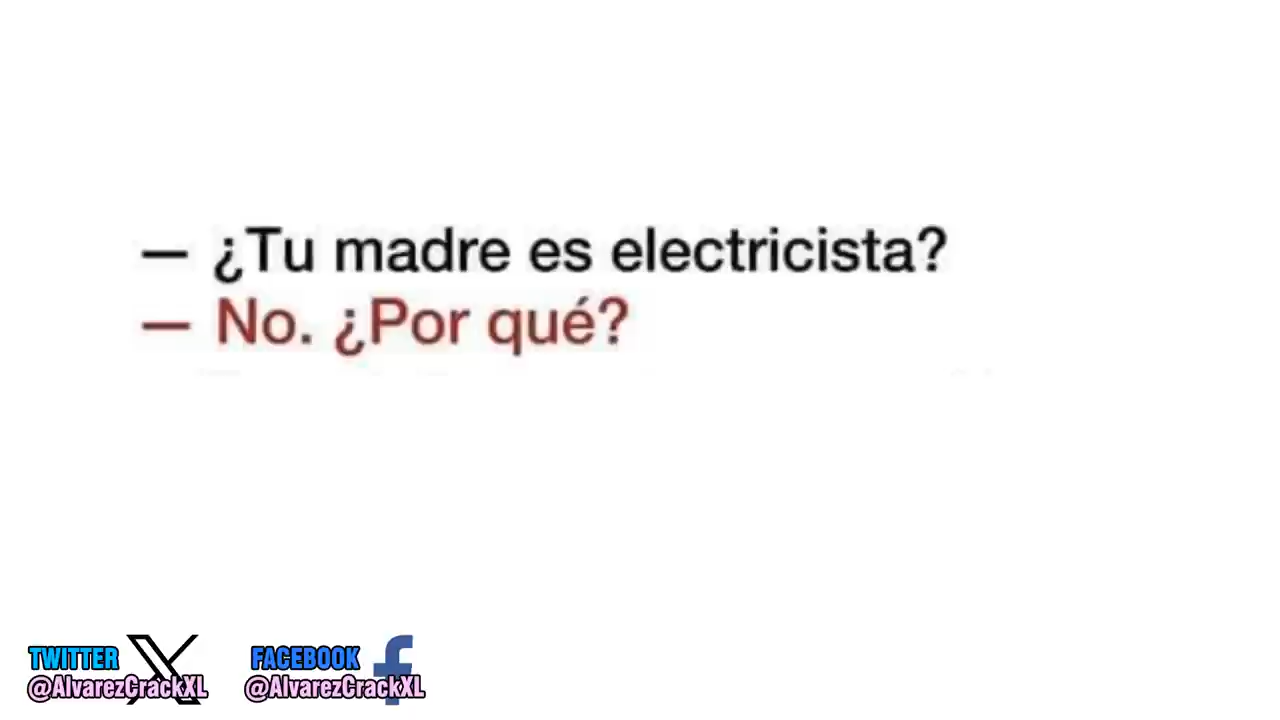 — ¿Tu madre es electricista?
— No. ¿Por qué?
TWITTER X FACEBOOK f
@AlvarezCrackXL @AlvarezCrackXL